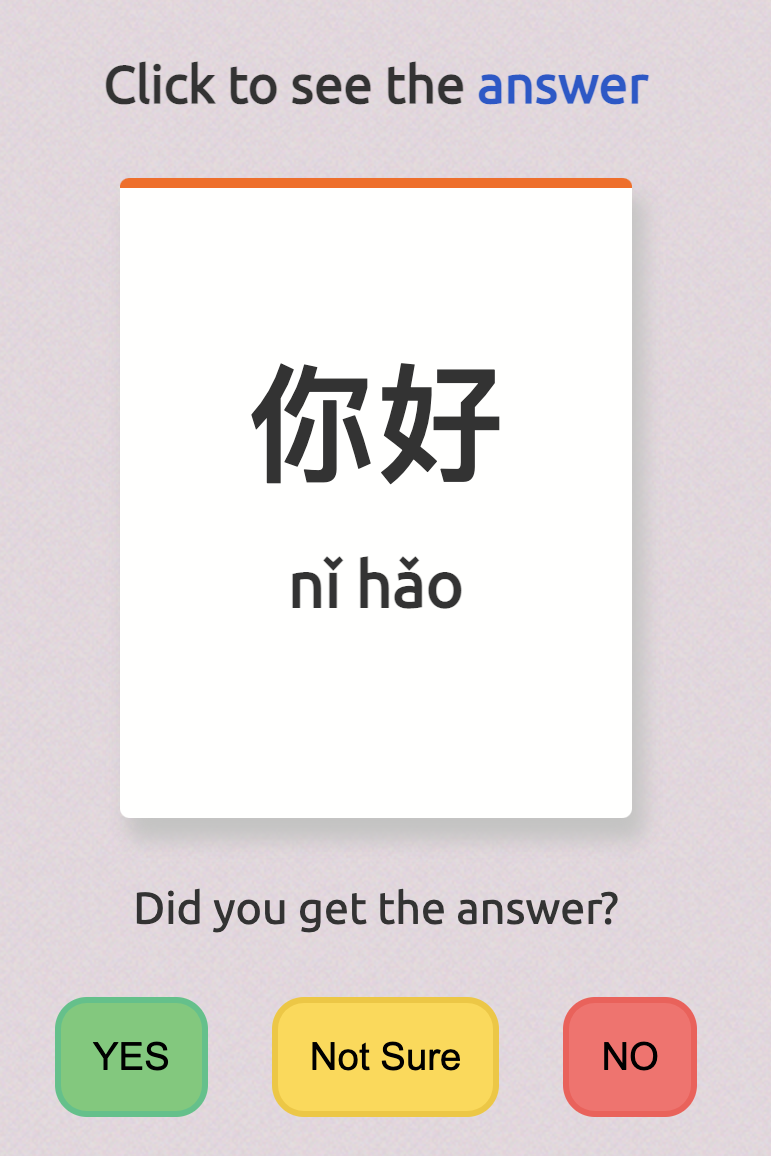 Click to see the answer
你好
nǐ hǎo
Did you get the answer?
YES
Not Sure
NO